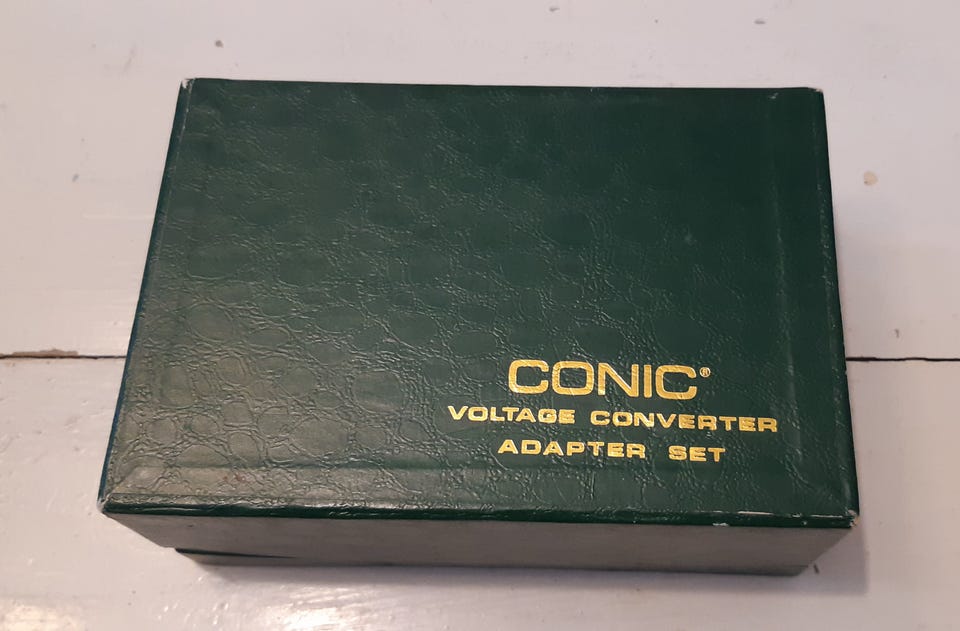 CONIC®
VOLTAGE CONVERTER
ADAPTER SET